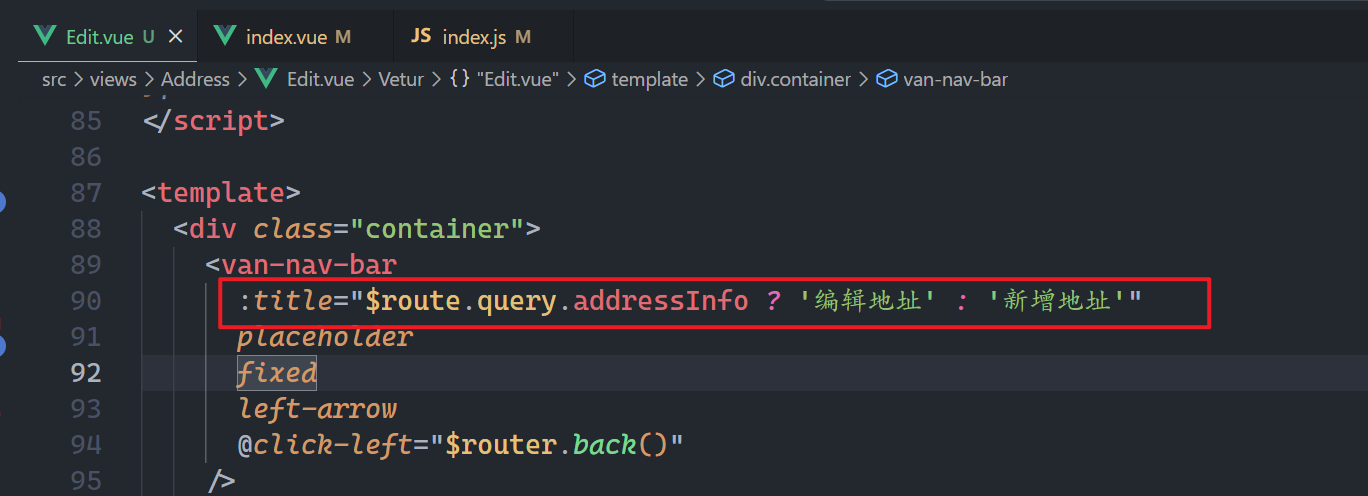 Edit.vue U × index.vue M JS index.js M
src > views > Address > Edit.vue > Vetur > {} "Edit.vue" > template > div.container > van-nav-bar
85 </script>
86
87 <template>
88 <div class="container">
89 <van-nav-bar
90 :title="$route.query.addressInfo ? '编辑地址' : '新增地址'"
91 placeholder
92 fixed
93 left-arrow
94 @click-left="$router.back()"
95 />